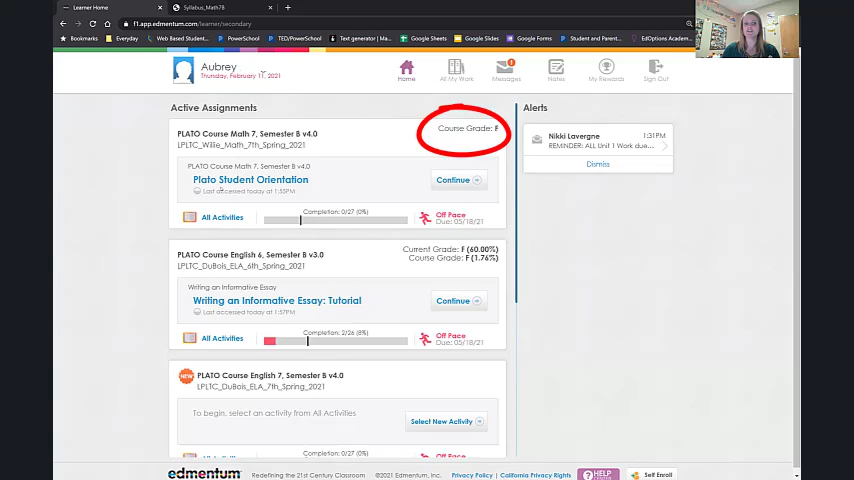 Learner Home
Syllabus_Math7B
f1.app.edmentum.com/learner/secondary
Bookmarks
Everyday
Web Based Student...
PowerSchool
TED/PowerSchool
Text generator | Ma...
Google Sheets
Google Slides
Google Forms
Student and Parent...
EdOptions Academ...
Aubrey
Thursday, February 11, 2021
Home
All My Work
Messages
Notes
My Rewards
Sign Out
Active Assignments
PLATO Course Math 7, Semester B v4.0
Course Grade: F
LPLTC_Willie_Math_7th_Spring_2021
PLATO Course Math 7, Semester B v4.0
Plato Student Orientation
Last accessed today at 1:55PM
Continue
All Activities
Completion: 0/27 (0%)
Off Pace
Due: 05/18/21
PLATO Course English 6, Semester B v3.0
Current Grade: F (60.00%)
LPLTC_DuBois_ELA_6th_Spring_2021
Course Grade: F (1.76%)
Writing an Informative Essay
Writing an Informative Essay: Tutorial
Last accessed today at 1:57PM
Continue
All Activities
Completion: 2/26 (8%)
Off Pace
Due: 05/18/21
NEW
PLATO Course English 7, Semester B v4.0
LPLTC_DuBois_ELA_7th_Spring_2021
To begin, select an activity from All Activities
Select New Activity
All Activities
Completion: 0/27 (0%)
Off Pace
Alerts
Nikki Lavergne
1:31PM
REMINDER: ALL Unit 1 Work due...
Dismiss
edmentum
Redefining the 21st Century Classroom
©2021 Edmentum, Inc.
Privacy Policy | California Privacy Rights
HELP CENTER
Self Enroll